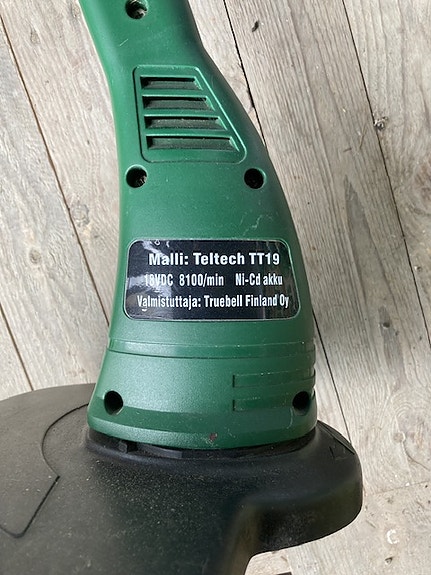 Malli: Teltech TT19
18VDC 8100/min Ni-Cd akku
Valmistuttaja: Truebell Finland Oy